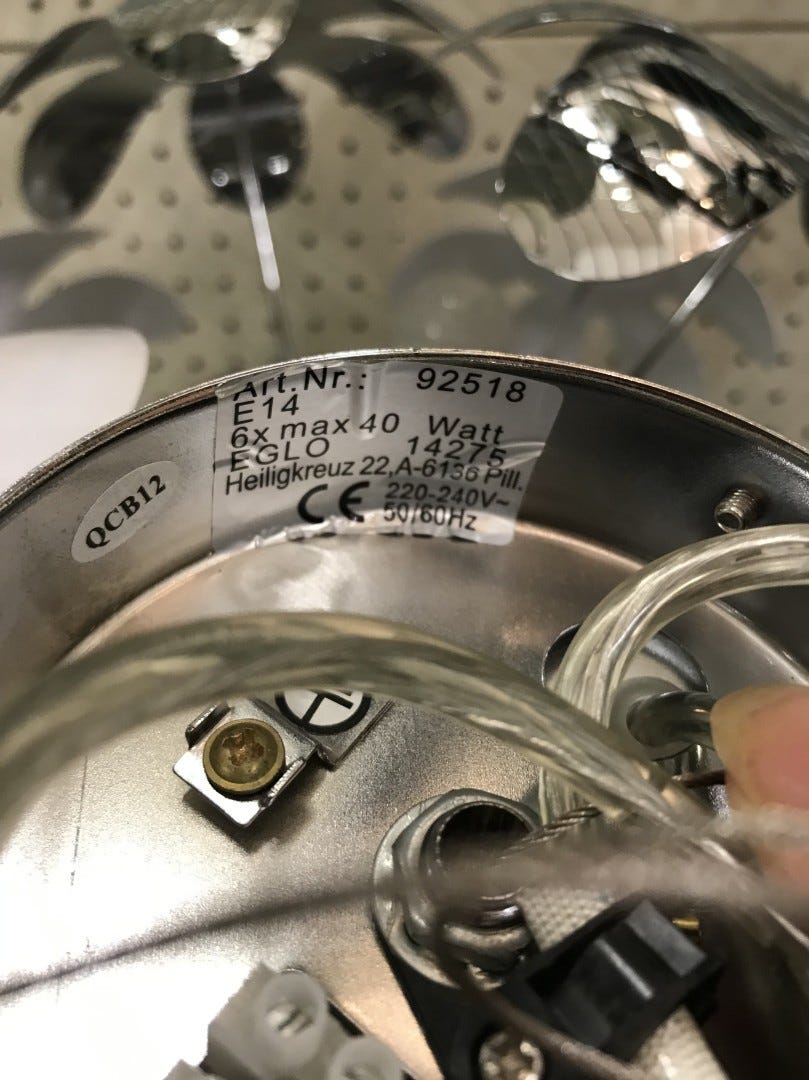 Art.Nr.: 92518
E14
6x max 40 Watt
EGLO 14275
Heiligkreuz 22,A-6136 Pill.
CE 220-240V~
50/60Hz
QCB12